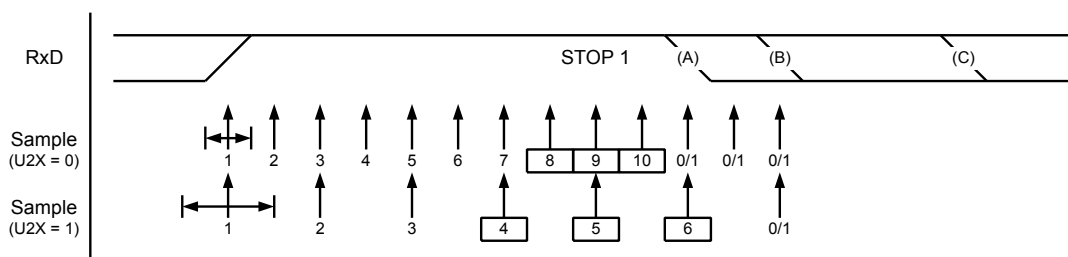 RxD STOP 1 (A) (B) (C)
Sample
(U2X = 0)
1 2 3 4 5 6 7 8 9 10 0/1 0/1 0/1
Sample
(U2X = 1)
1 2 3 4 5 6 0/1